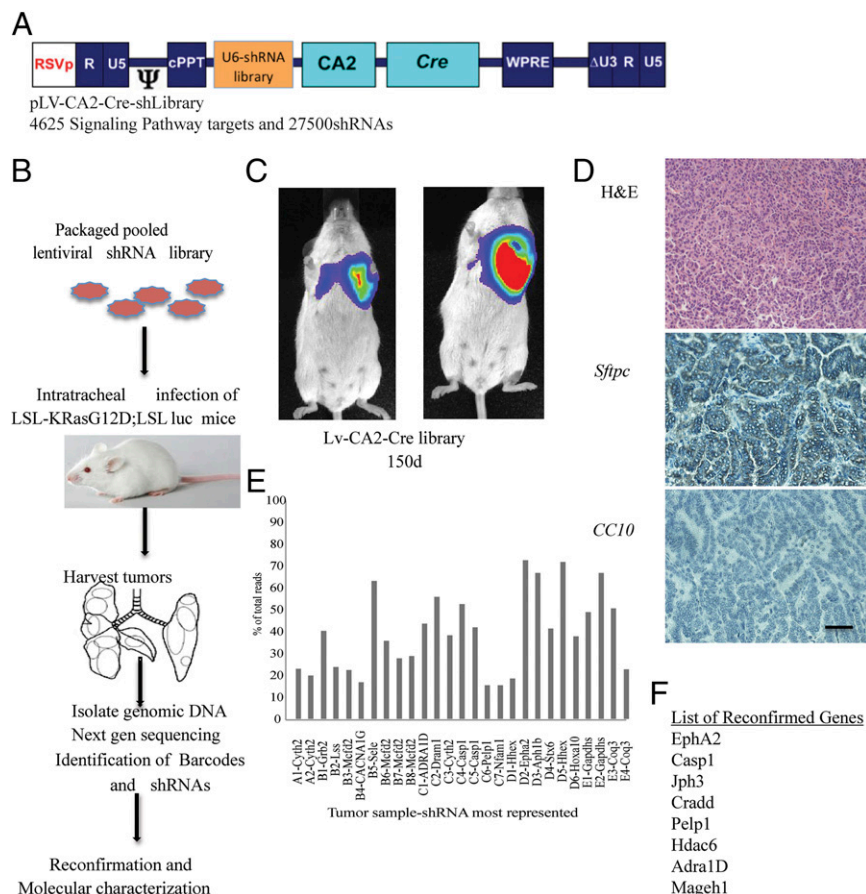 A
RSVp
R
U5
Ψ
cPPT
U6-shRNA
library
CA2
Cre
WPRE
ΔU3
R
U5
pLV-CA2-Cre-shLibrary
4625 Signaling Pathway targets and 27500shRNAs
B
Packaged pooled
lentiviral shRNA library
Intratracheal infection of
LSL-KRasG12D;LSL luc mice
Harvest tumors
Isolate genomic DNA
Next gen sequencing
Identification of Barcodes
and shRNAs
Reconfirmation and
Molecular characterization
C
Lv-CA2-Cre library
150d
D
H&E
Sftpc
CC10
E
% of total reads
100
90
80
70
60
50
40
30
20
10
0
A1-Cyth2
A2-Cyth2
B1-Grb2
B2-Lss
B3-Mcfd2
B4-CACNA1G
B5-Sele
B6-Mcfd2
B7-Mcfd2
B8-Mcfd2
C1-ADRA1D
C2-Dram1
C3-Cyth2
C4-Casp1
C5-Casp1
C6-Pelp1
C7-Nfam1
D1-Hhex
D2-Epha2
D3-Aph1b
D4-Stx6
D5-Hhex
D6-Hoxa10
E1-Gapdhs
E2-Gapdhs
E3-Coq3
E4-Coq3
Tumor sample-shRNA most represented
F
List of Reconfirmed Genes
EphA2
Casp1
Jph3
Cradd
Pelp1
Hdac6
Adra1D
Mageh1